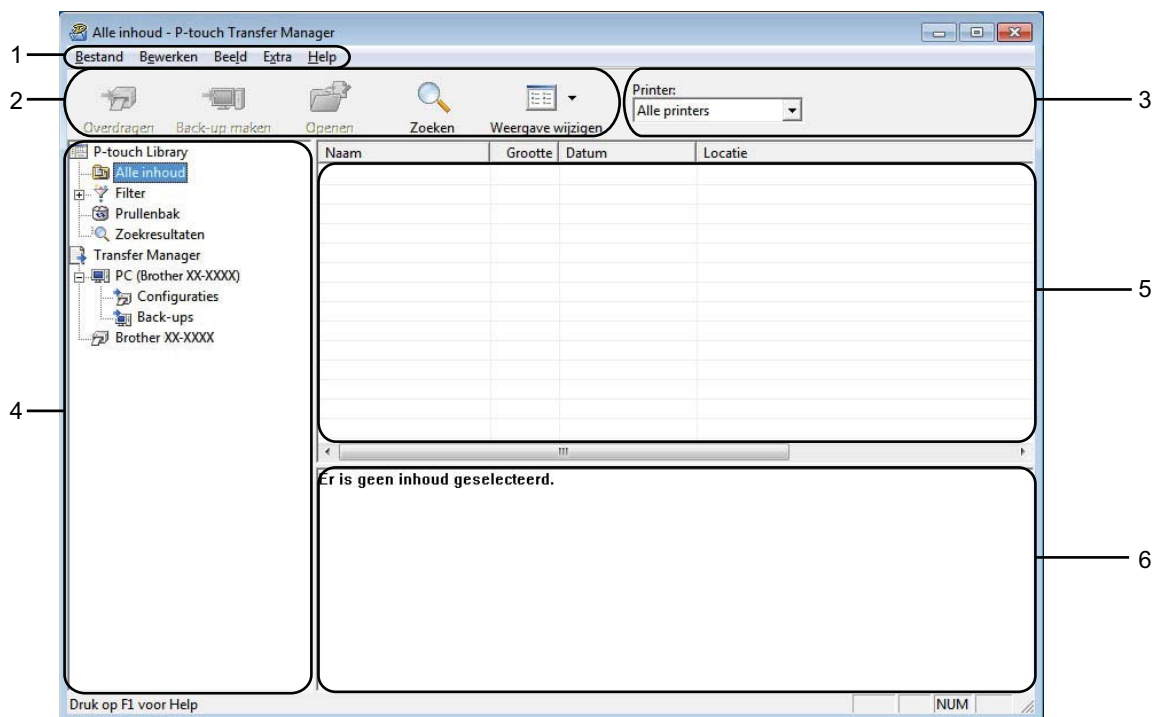 Alle inhoud - P-touch Transfer Manager
1
Bestand Bewerken Beeld Extra Help
2
Overdragen Back-up maken Openen Zoeken Weergave wijzigen
Printer:
Alle printers
3
P-touch Library
Alle inhoud
Filter
Prullenbak
Zoekresultaten
Transfer Manager
PC (Brother XX-XXXX)
Configuraties
Back-ups
Brother XX-XXXX
4
Naam Grootte Datum Locatie
5
Er is geen inhoud geselecteerd.
6
Druk op F1 voor Help
NUM